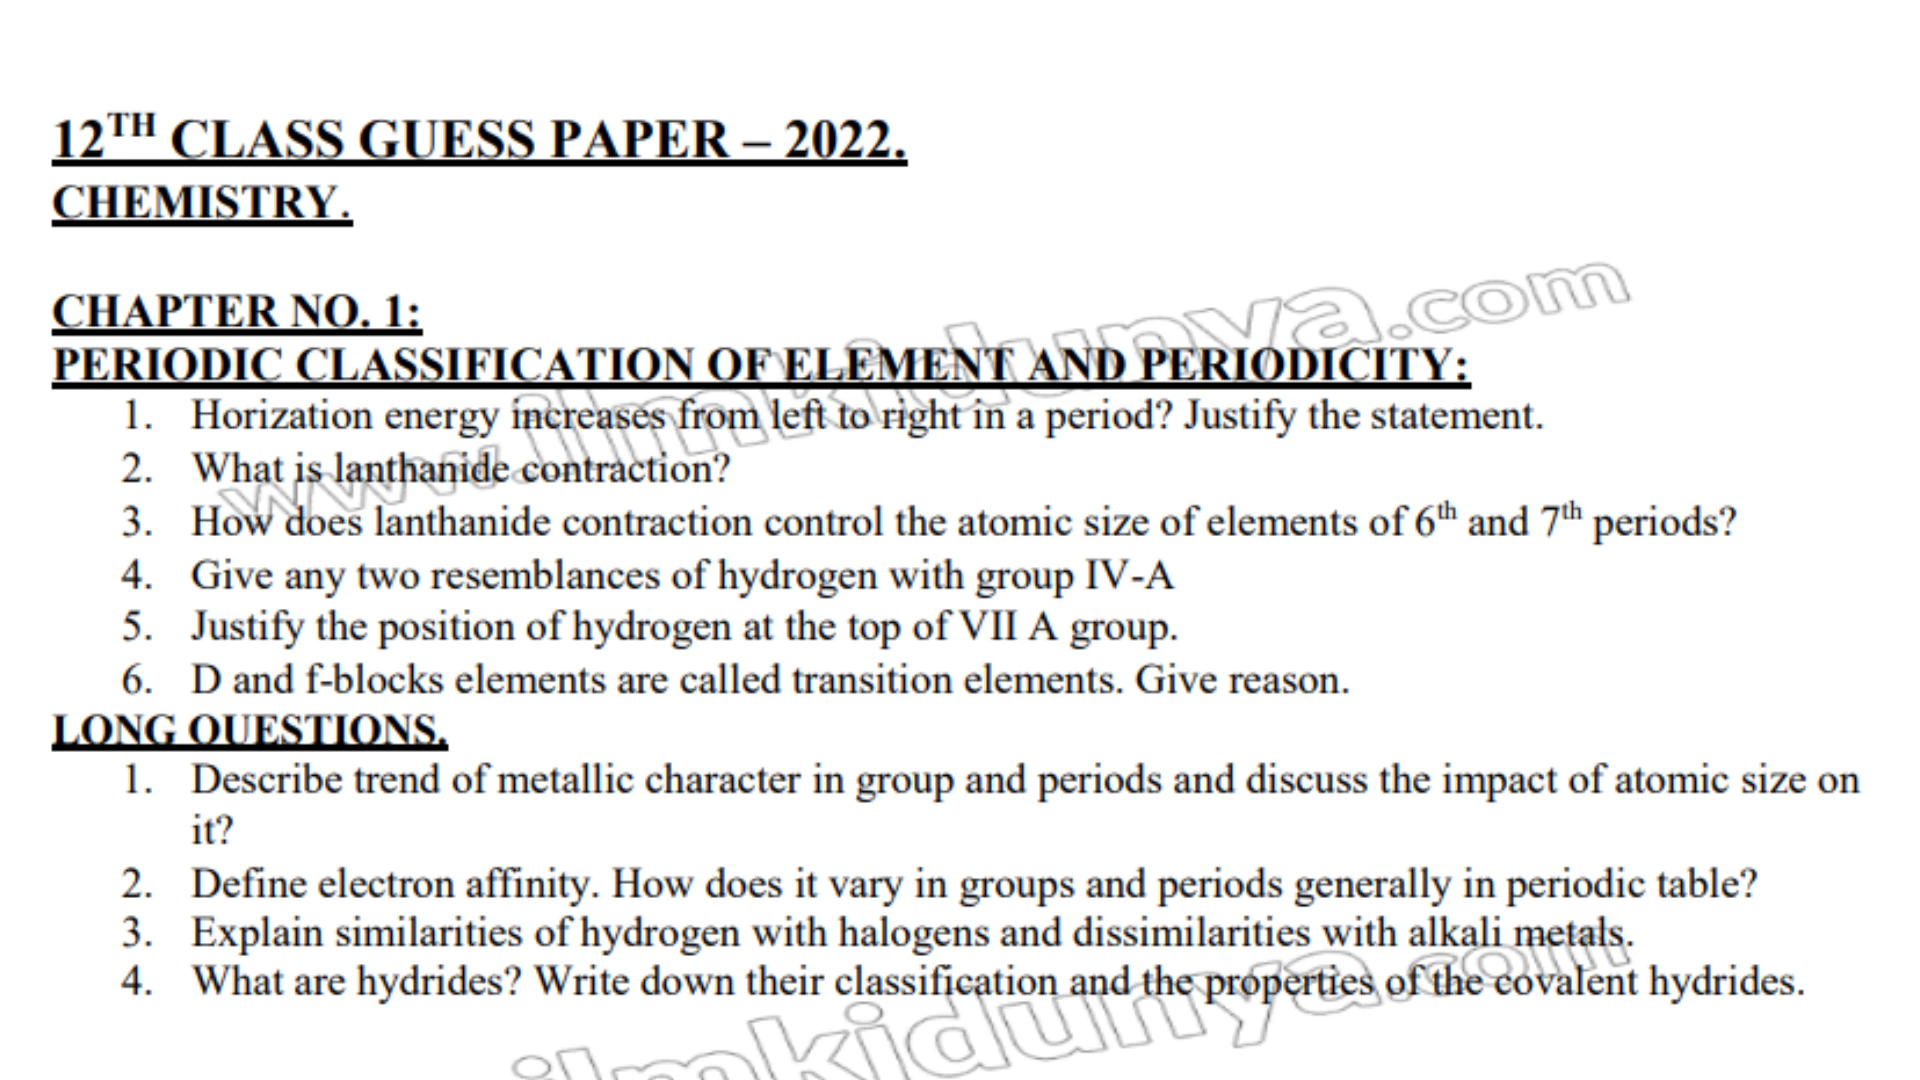 12TH CLASS GUESS PAPER – 2022.
CHEMISTRY.
CHAPTER NO. 1:
PERIODIC CLASSIFICATION OF ELEMENT AND PERIODICITY:
1. Horization energy increases from left to right in a period? Justify the statement.
2. What is lanthanide contraction?
3. How does lanthanide contraction control the atomic size of elements of 6th and 7th periods?
4. Give any two resemblances of hydrogen with group IV-A
5. Justify the position of hydrogen at the top of VII A group.
6. D and f-blocks elements are called transition elements. Give reason.
LONG QUESTIONS.
1. Describe trend of metallic character in group and periods and discuss the impact of atomic size on
it?
2. Define electron affinity. How does it vary in groups and periods generally in periodic table?
3. Explain similarities of hydrogen with halogens and dissimilarities with alkali metals.
4. What are hydrides? Write down their classification and the properties of the covalent hydrides.
www.ilmkidunya.com
ilmkidunya.com